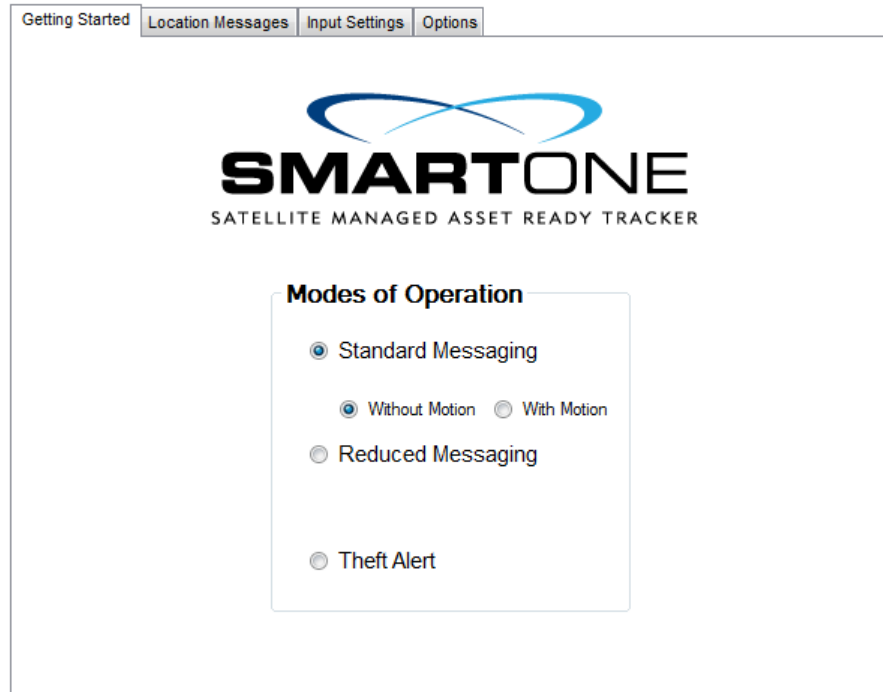 Getting Started Location Messages Input Settings Options
SMARTONE
SATELLITE MANAGED ASSET READY TRACKER
Modes of Operation
Standard Messaging
Without Motion With Motion
Reduced Messaging
Theft Alert